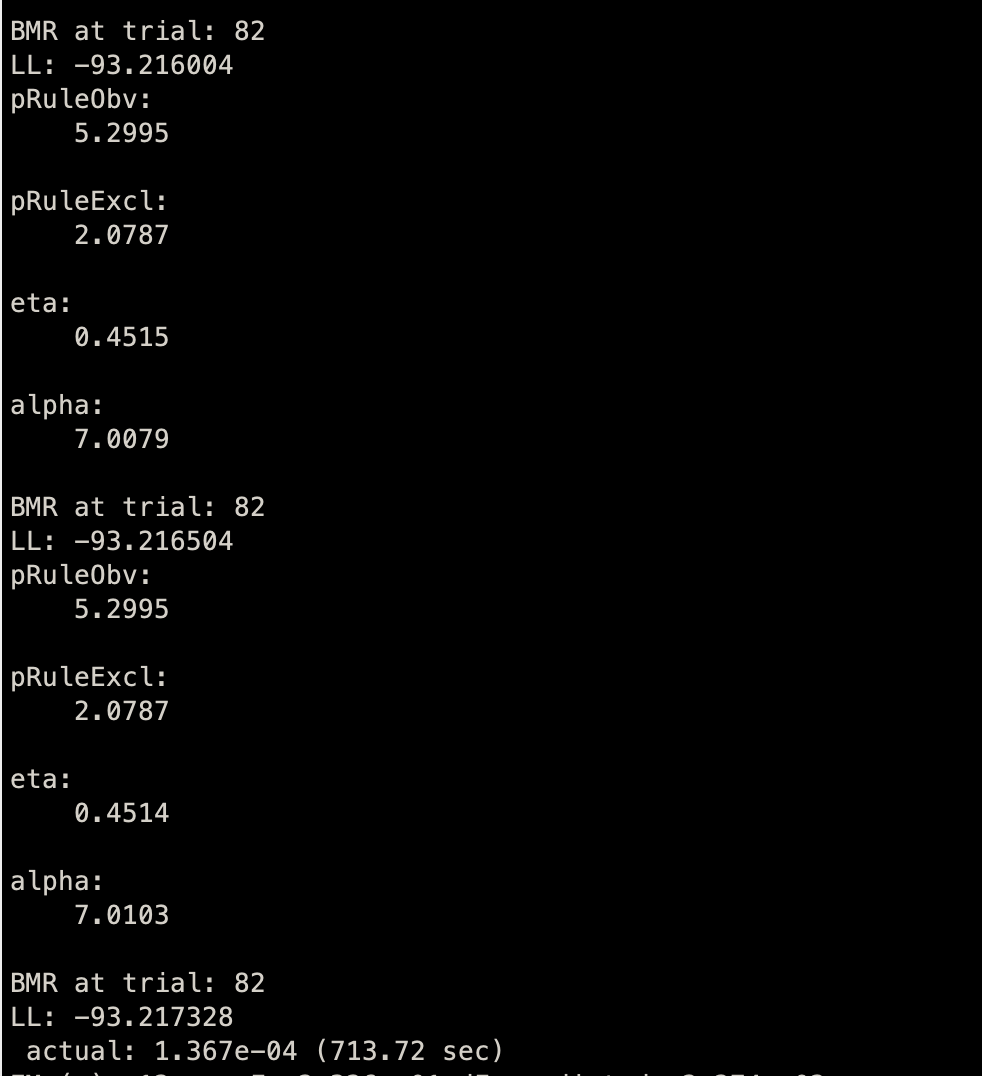 BMR at trial: 82
LL: -93.216004
pRuleObv:
5.2995
pRuleExcl:
2.0787
eta:
0.4515
alpha:
7.0079
BMR at trial: 82
LL: -93.216504
pRuleObv:
5.2995
pRuleExcl:
2.0787
eta:
0.4514
alpha:
7.0103
BMR at trial: 82
LL: -93.217328
actual: 1.367e-04 (713.72 sec)